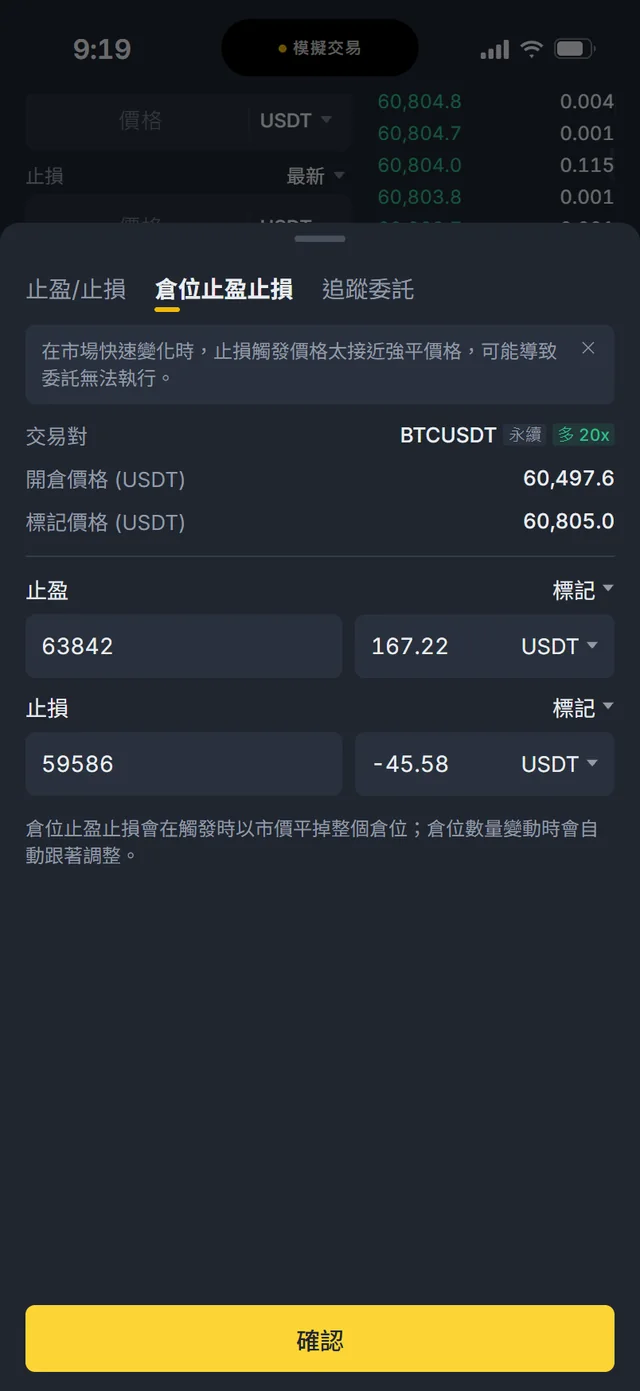 9:19
模擬交易
價格
USDT
60,804.8 0.004
60,804.7 0.001
止損
最新
60,804.0 0.115
60,803.8 0.001
價格
USDT
止盈/止損
倉位止盈止損
追蹤委託
在市場快速變化時，止損觸發價格太接近強平價格，可能導致
委託無法執行。
交易對
BTCUSDT 永續 多 20x
開倉價格 (USDT)
60,497.6
標記價格 (USDT)
60,805.0
止盈
標記
63842
167.22 USDT
止損
標記
59586
-45.58 USDT
倉位止盈止損會在觸發時以市價平掉整個倉位；倉位數量變動時會自
動跟著調整。
確認